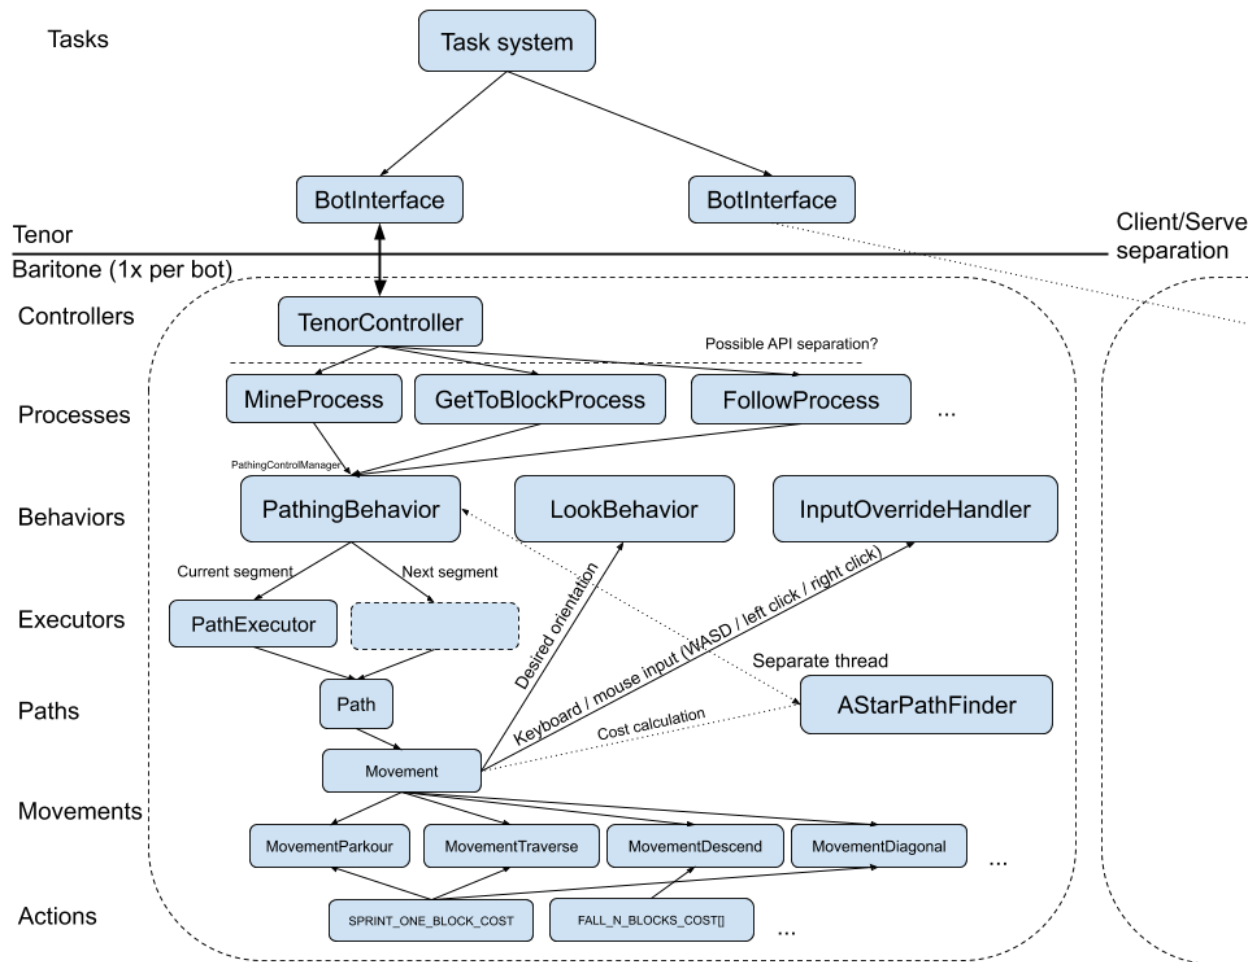 Tasks
Task system
BotInterface
BotInterface
Tenor
Client/Serve
separation
Baritone (1x per bot)
Controllers
TenorController
Possible API separation?
Processes
MineProcess
GetToBlockProcess
FollowProcess
...
PathingControlManager
Behaviors
PathingBehavior
LookBehavior
InputOverrideHandler
Current segment
Next segment
Desired orientation
Keyboard / mouse input (WASD / left click / right click)
Executors
PathExecutor
Separate thread
Paths
Path
AStarPathFinder
Cost calculation
Movement
Movements
MovementParkour
MovementTraverse
MovementDescend
MovementDiagonal
...
Actions
SPRINT_ONE_BLOCK_COST
FALL_N_BLOCKS_COST[]
...